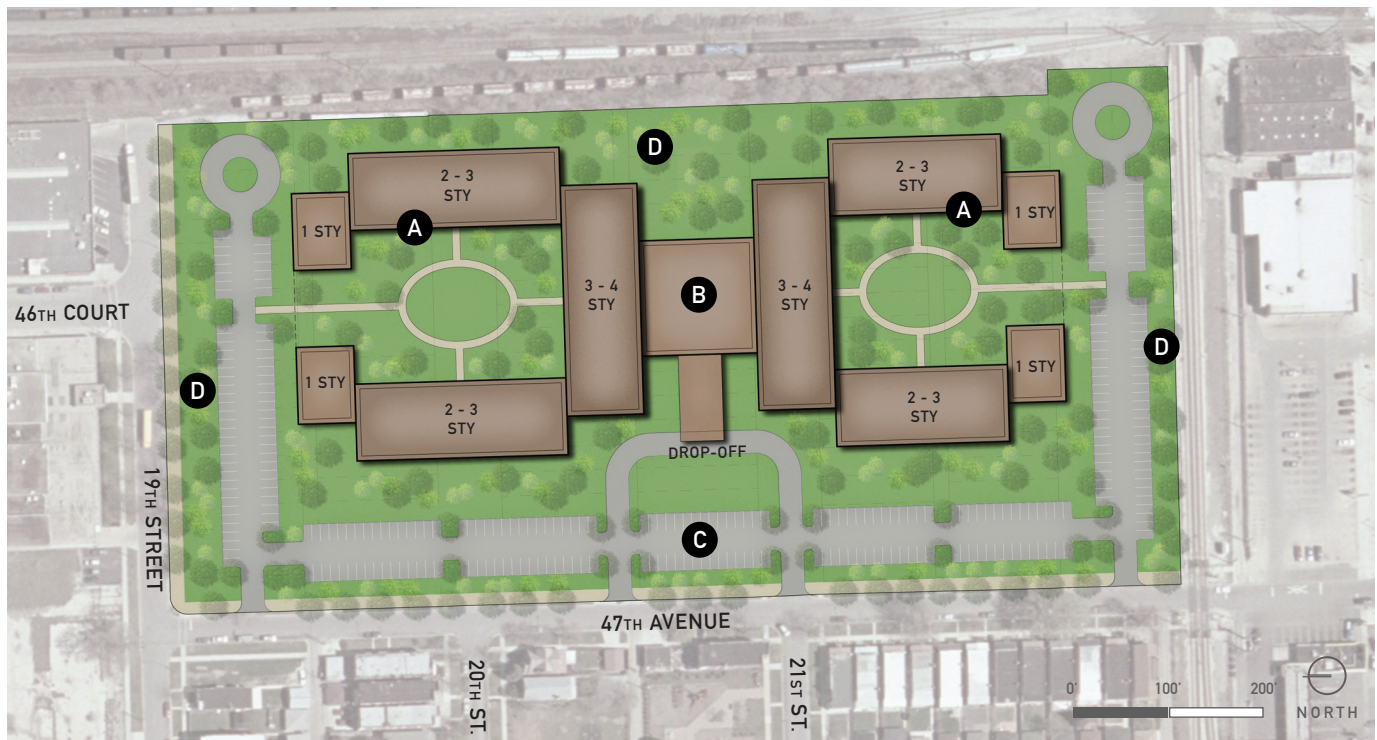 D
2 - 3
STY
2 - 3
STY
A
A
1 STY
1 STY
3 - 4
STY
B
3 - 4
STY
46TH COURT
D
D
1 STY
1 STY
2 - 3
STY
2 - 3
STY
DROP-OFF
19TH STREET
C
47TH AVENUE
20TH ST.
21ST ST.
0'
100'
200'
NORTH